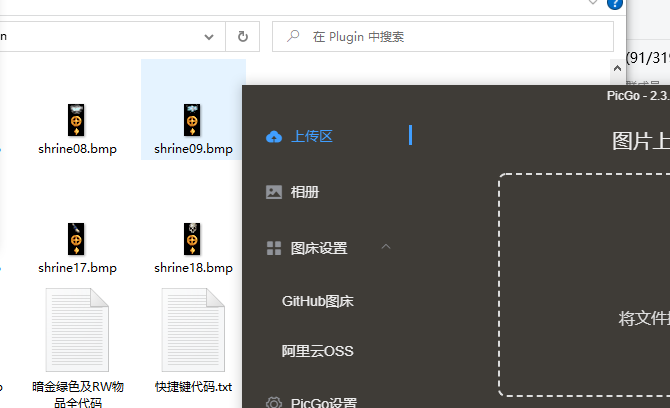 n
在 Plugin 中搜索
(91/319
shrine08.bmp
shrine09.bmp
shrine17.bmp
shrine18.bmp
暗金绿色及RW物
品全代码
快捷键代码.txt
PicGo - 2.3.
上传区
图片上
相册
图床设置
GitHub图床
将文件
阿里云OSS
PicGo设置